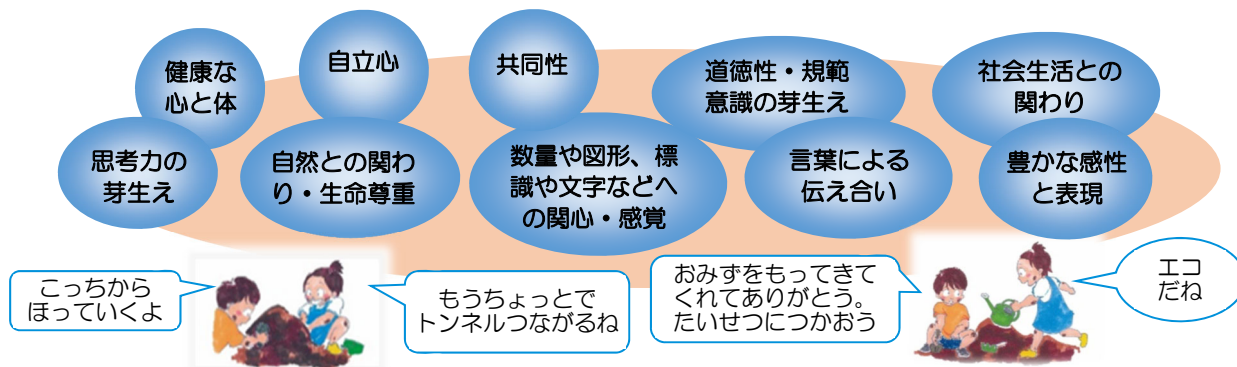 健康な
心と体
自立心
共同性
道徳性・規範
意識の芽生え
社会生活との
関わり
思考力の
芽生え
自然との関わ
り・生命尊重
数量や図形、標
識や文字などへ
の関心・感覚
言葉による
伝え合い
豊かな感性
と表現
こっちから
ほっていくよ
もうちょっとで
トンネルつながるね
おみずをもってきて
くれてありがとう。
たいせつにつかおう
エコ
だね